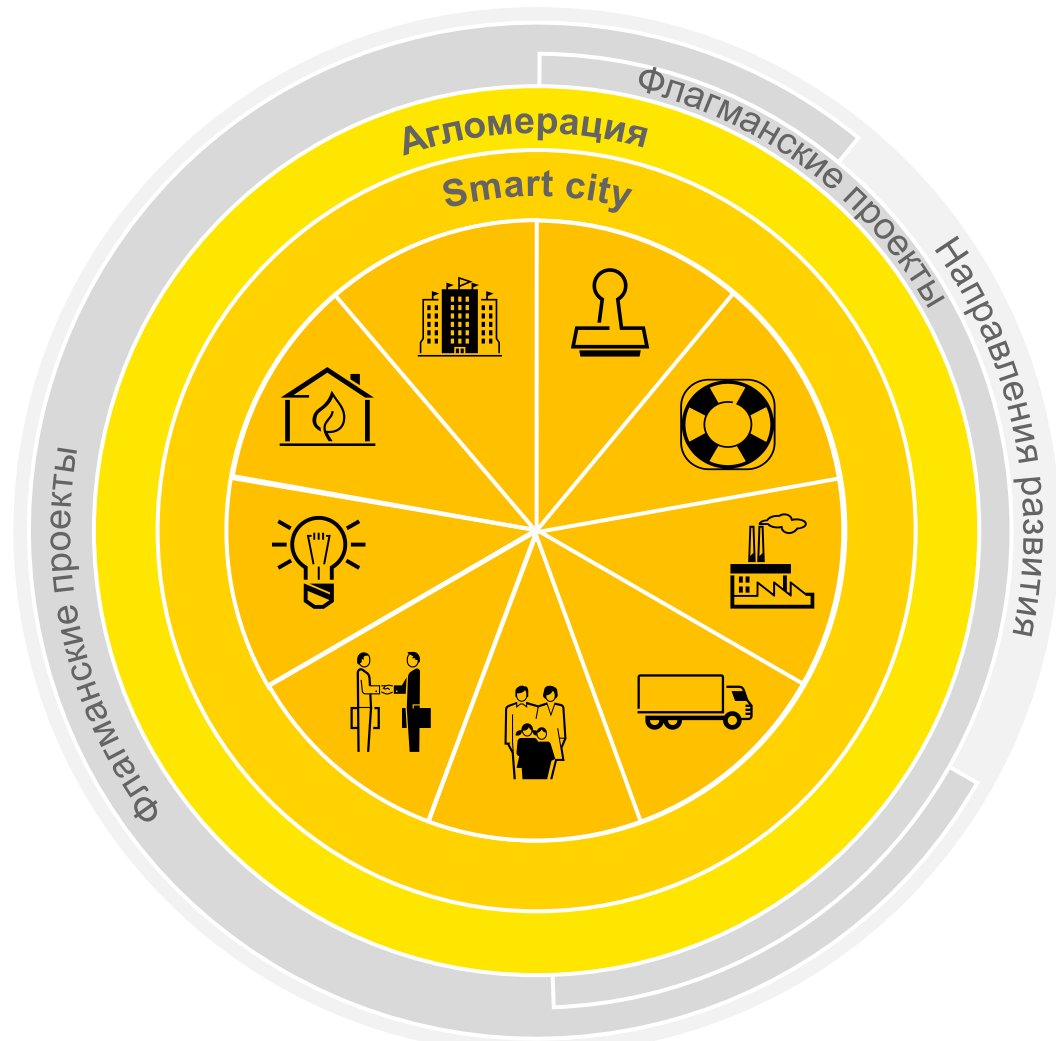 Флагманские проекты
Агломерация
Smart city
Направления развития
Флагманские проекты